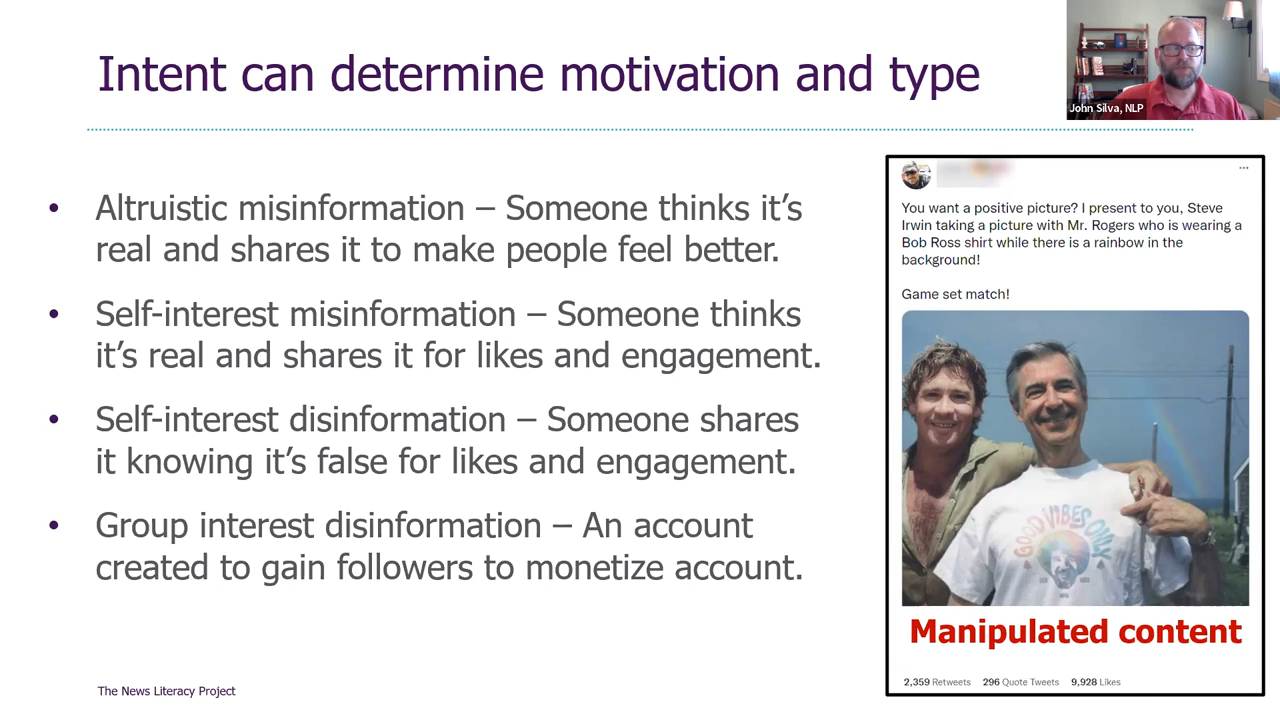 Intent can determine motivation and type
John Silva, NLP
• Altruistic misinformation – Someone thinks it’s
real and shares it to make people feel better.
• Self-interest misinformation – Someone thinks
it’s real and shares it for likes and engagement.
• Self-interest disinformation – Someone shares
it knowing it’s false for likes and engagement.
• Group interest disinformation – An account
created to gain followers to monetize account.
The News Literacy Project
You want a positive picture? I present to you, Steve
Irwin taking a picture with Mr. Rogers who is wearing a
Bob Ross shirt while there is a rainbow in the
background!
Game set match!
GOOD VIBES ONLY
Manipulated content
2,359 Retweets 296 Quote Tweets 9,928 Likes